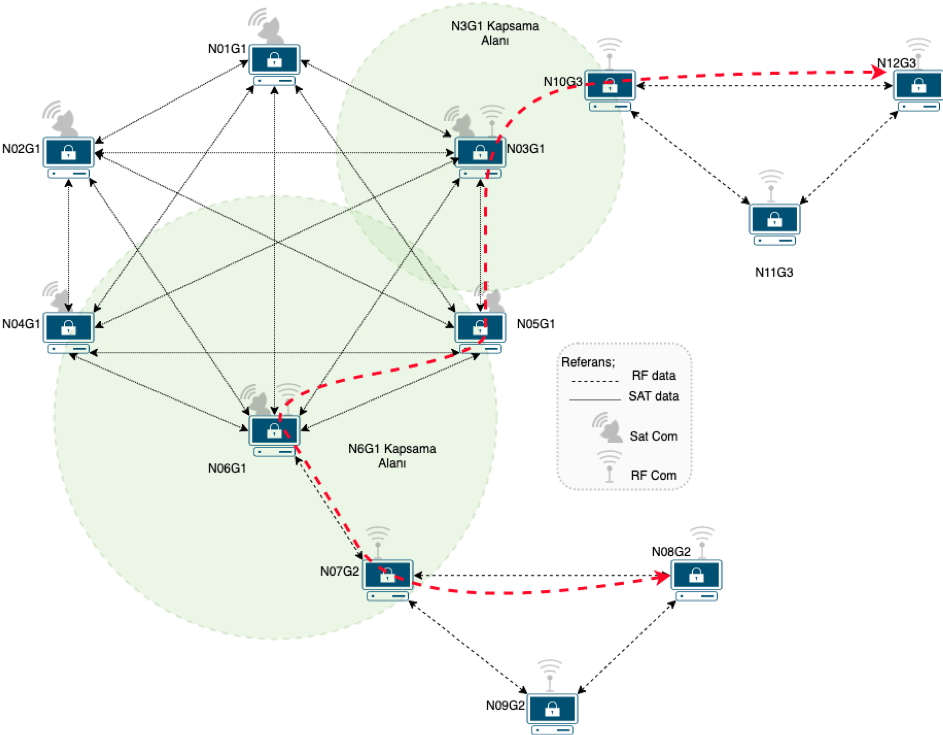 N3G1 Kapsama
Alanı
N01G1
N12G3
N10G3
N02G1
N03G1
N11G3
N04G1
N05G1
Referans;
RF data
SAT data
Sat Com
RF Com
N6G1 Kapsama
Alanı
N06G1
N08G2
N07G2
N09G2